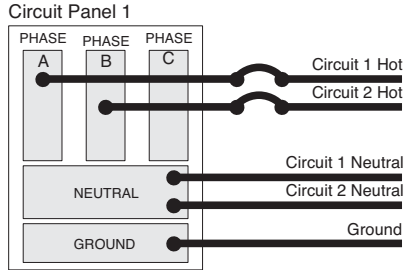 Circuit Panel 1
PHASE PHASE PHASE
A B C
Circuit 1 Hot
Circuit 2 Hot
Circuit 1 Neutral
NEUTRAL
Circuit 2 Neutral
Ground
GROUND